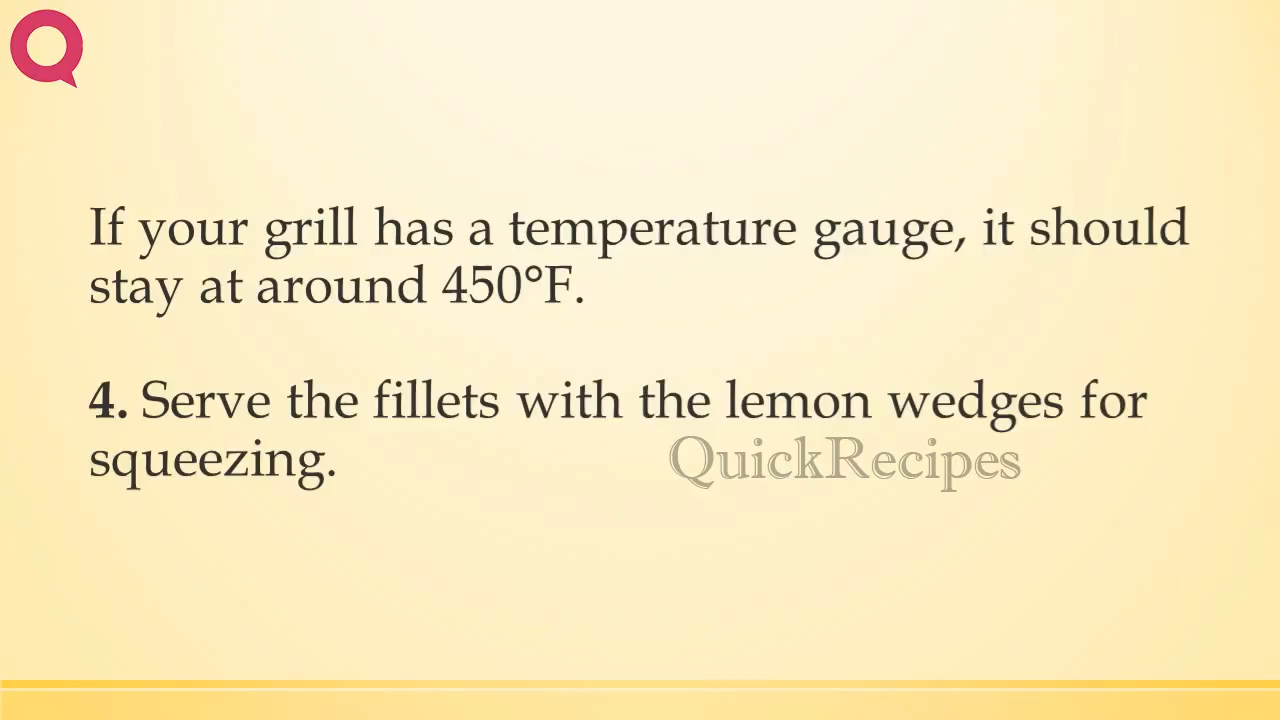 If your grill has a temperature gauge, it should
stay at around 450°F.
4. Serve the fillets with the lemon wedges for
squeezing.
QuickRecipes